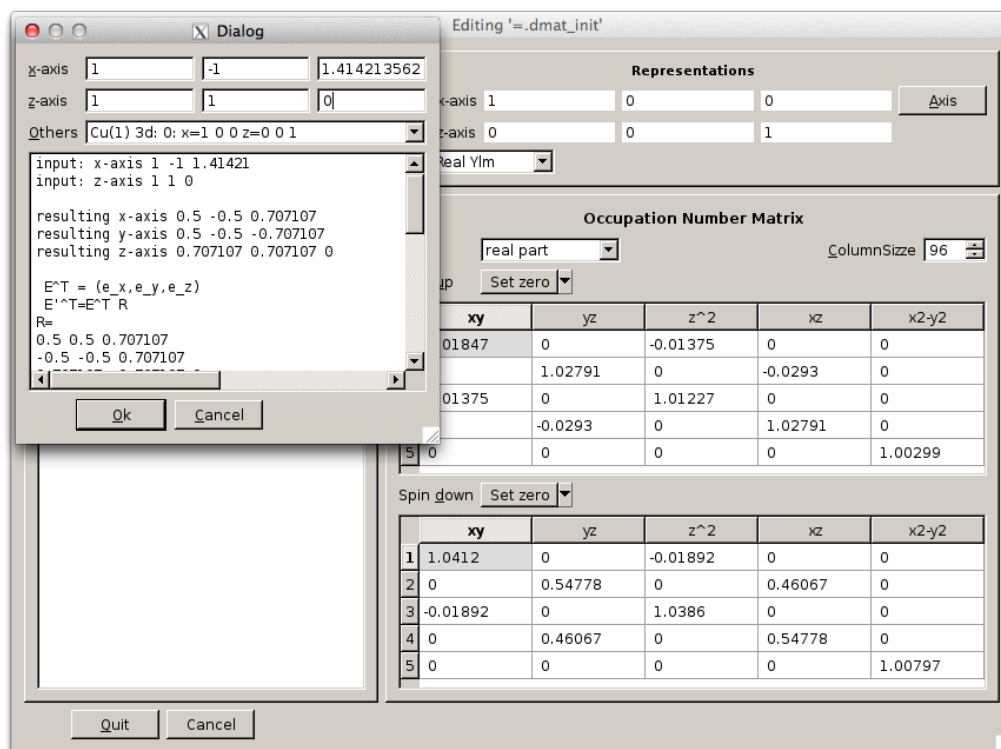 Dialog
x-axis 1 -1 1.414213562
z-axis 1 1 0
Others Cu(1) 3d: 0: x=1 0 0 z=0 0 1
input: x-axis 1 -1 1.41421
input: z-axis 1 1 0
resulting x-axis 0.5 -0.5 0.707107
resulting y-axis 0.5 -0.5 -0.707107
resulting z-axis 0.707107 0.707107 0
E^T = (e_x,e_y,e_z)
E'^T=E^T R
R=
0.5 0.5 0.707107
-0.5 -0.5 0.707107
Ok Cancel
Editing '=.dmat_init'
Representations
x-axis 1 0 0 Axis
z-axis 0 0 1
Real Ylm
Occupation Number Matrix
real part ColumnSizze 96
up Set zero
xy yz z^2 xz x2-y2
01847 0 -0.01375 0 0
1.02791 0 -0.0293 0
01375 0 1.01227 0 0
-0.0293 0 1.02791 0
5 0 0 0 0 1.00299
Spin down Set zero
xy yz z^2 xz x2-y2
1 1.0412 0 -0.01892 0 0
2 0 0.54778 0 0.46067 0
3 -0.01892 0 1.0386 0 0
4 0 0.46067 0 0.54778 0
5 0 0 0 0 1.00797
Quit Cancel